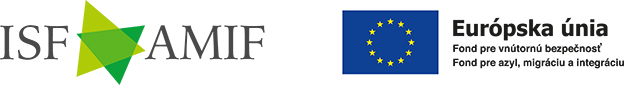 ISF AMIF
Európska únia
Fond pre vnútornú bezpečnosť
Fond pre azyl, migráciu a integráciu